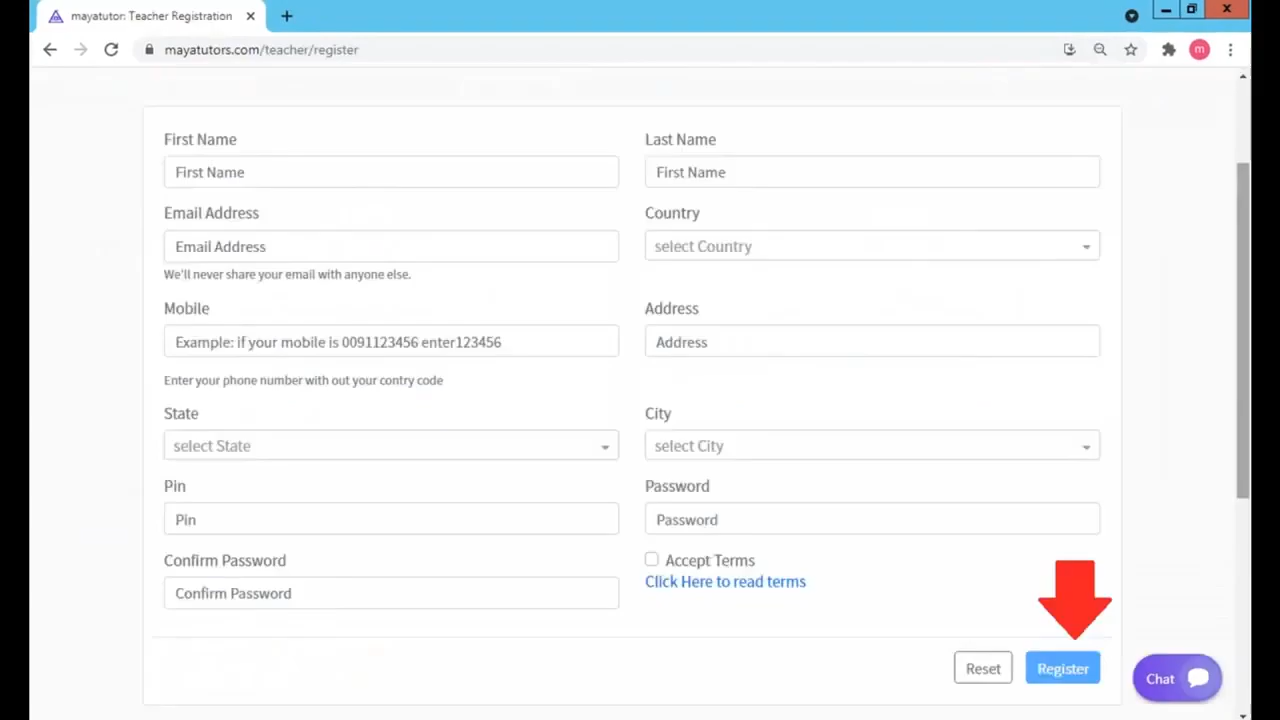 mayatutor: Teacher Registration
mayatutors.com/teacher/register
m
First Name
Last Name
First Name
First Name
Email Address
Country
Email Address
select Country
We'll never share your email with anyone else.
Mobile
Address
Example: if your mobile is 0091123456 enter123456
Address
Enter your phone number with out your contry code
State
City
select State
select City
Pin
Password
Pin
Password
Confirm Password
Accept Terms
Click Here to read terms
Confirm Password
Reset
Register
Chat